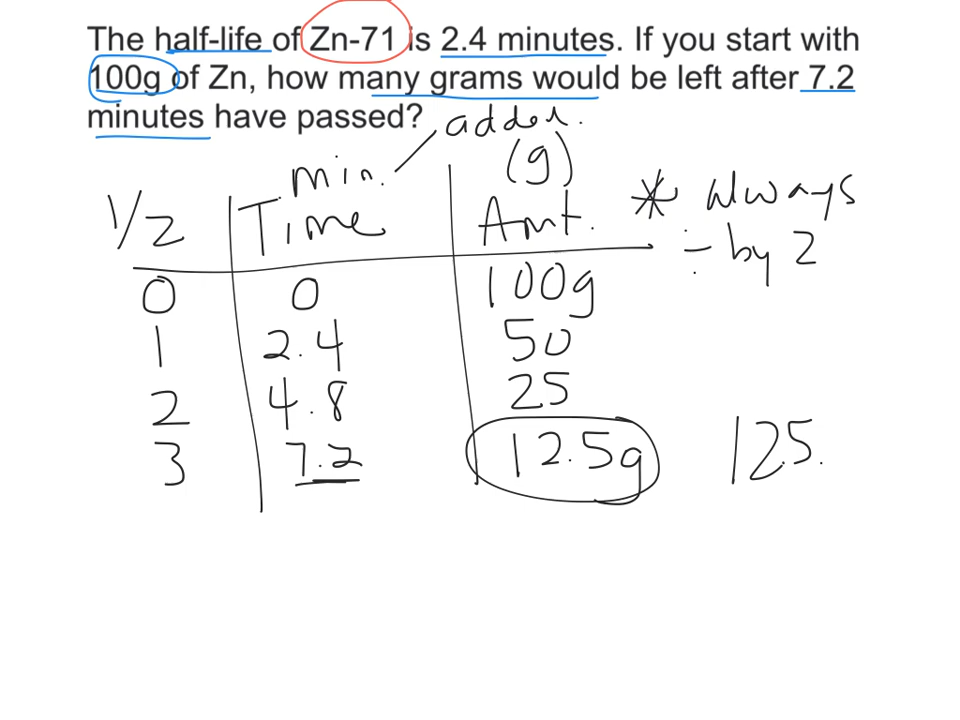 The half-life of Zn-71 is 2.4 minutes. If you start with
100g of Zn, how many grams would be left after 7.2
minutes have passed?
min.
(g)
* always
÷ by 2
1/2 Time Amt.
0 0 100g
1 2.4 50
2 4.8 25
3 7.2 12.5g 12.5.